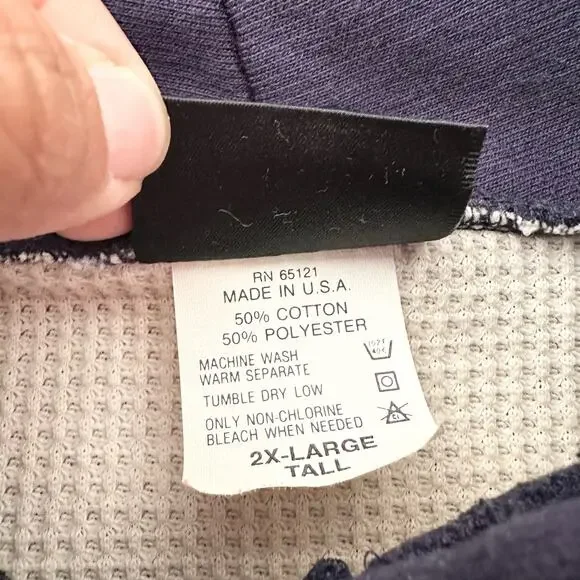 RN 65121
MADE IN U.S.A.
50% COTTON
50% POLYESTER
MACHINE WASH
WARM SEPARATE
TUMBLE DRY LOW
ONLY NON-CHLORINE
BLEACH WHEN NEEDED
2X-LARGE
TALL